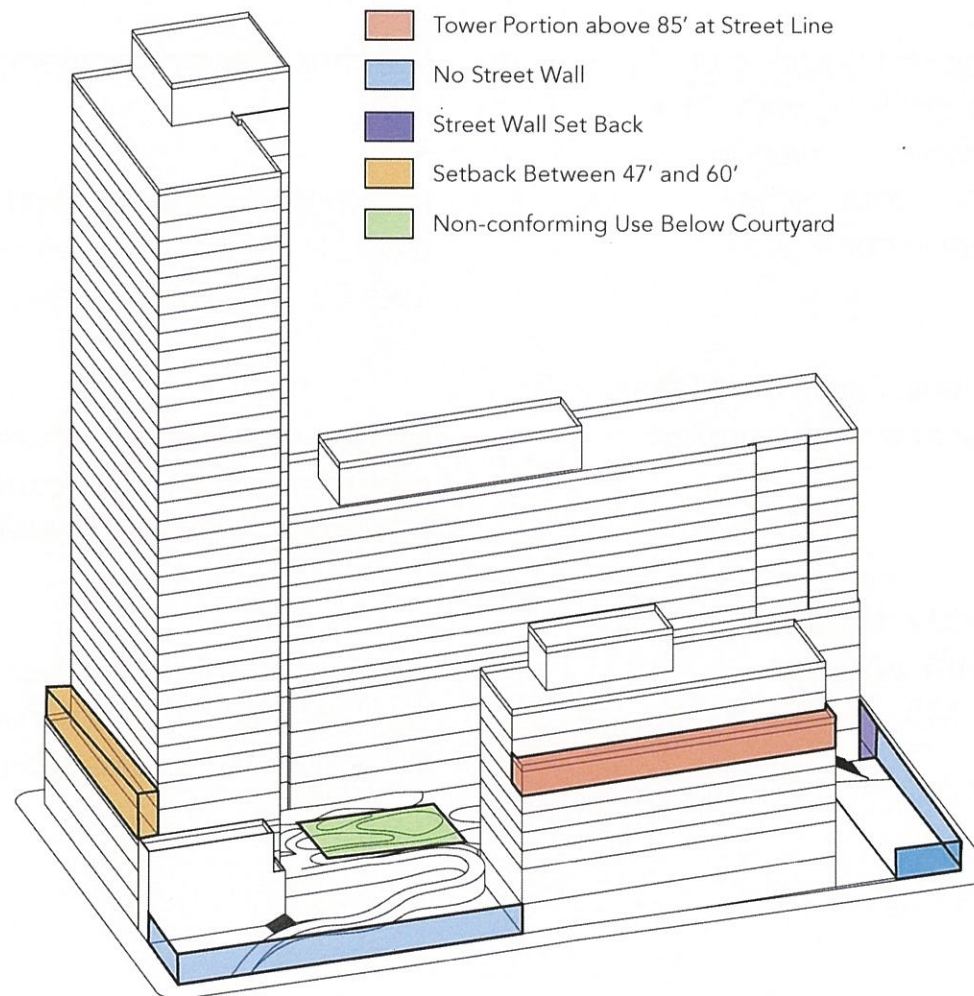 Tower Portion above 85' at Street Line
No Street Wall
Street Wall Set Back
Setback Between 47' and 60'
Non-conforming Use Below Courtyard